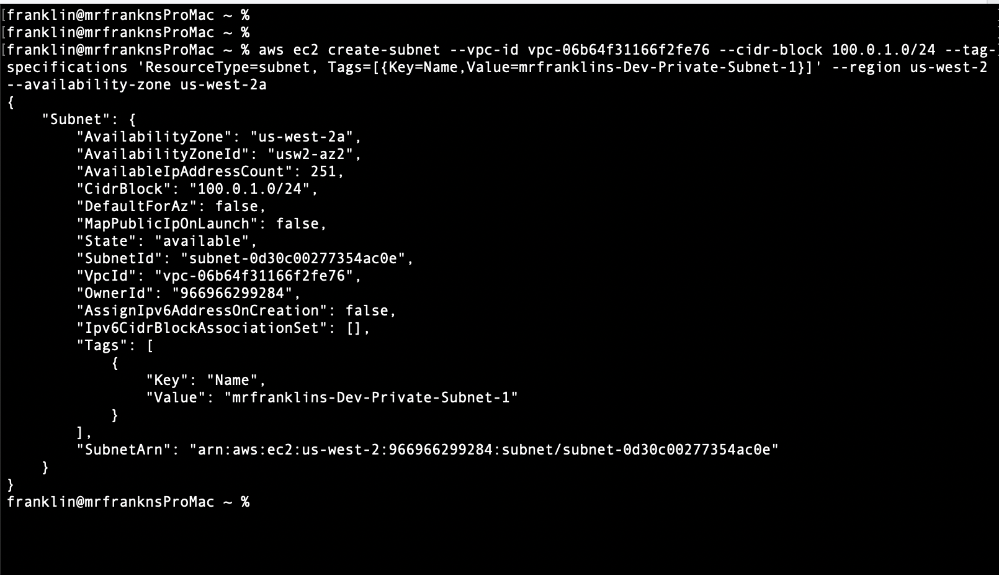 [franklin@mrfranknsProMac ~ %
[franklin@mrfranknsProMac ~ %
[franklin@mrfranknsProMac ~ % aws ec2 create-subnet --vpc-id vpc-06b64f31166f2fe76 --cidr-block 100.0.1.0/24 --tag-
specifications 'ResourceType=subnet, Tags=[{Key=Name,Value=mrfranklins-Dev-Private-Subnet-1}]' --region us-west-2
--availability-zone us-west-2a
{
    "Subnet": {
        "AvailabilityZone": "us-west-2a",
        "AvailabilityZoneId": "usw2-az2",
        "AvailableIpAddressCount": 251,
        "CidrBlock": "100.0.1.0/24",
        "DefaultForAz": false,
        "MapPublicIpOnLaunch": false,
        "State": "available",
        "SubnetId": "subnet-0d30c00277354ac0e",
        "VpcId": "vpc-06b64f31166f2fe76",
        "OwnerId": "966966299284",
        "AssignIpv6AddressOnCreation": false,
        "Ipv6CidrBlockAssociationSet": [],
        "Tags": [
            {
                "Key": "Name",
                "Value": "mrfranklins-Dev-Private-Subnet-1"
            }
        ],
        "SubnetArn": "arn:aws:ec2:us-west-2:966966299284:subnet/subnet-0d30c00277354ac0e"
    }
}
franklin@mrfranknsProMac ~ %